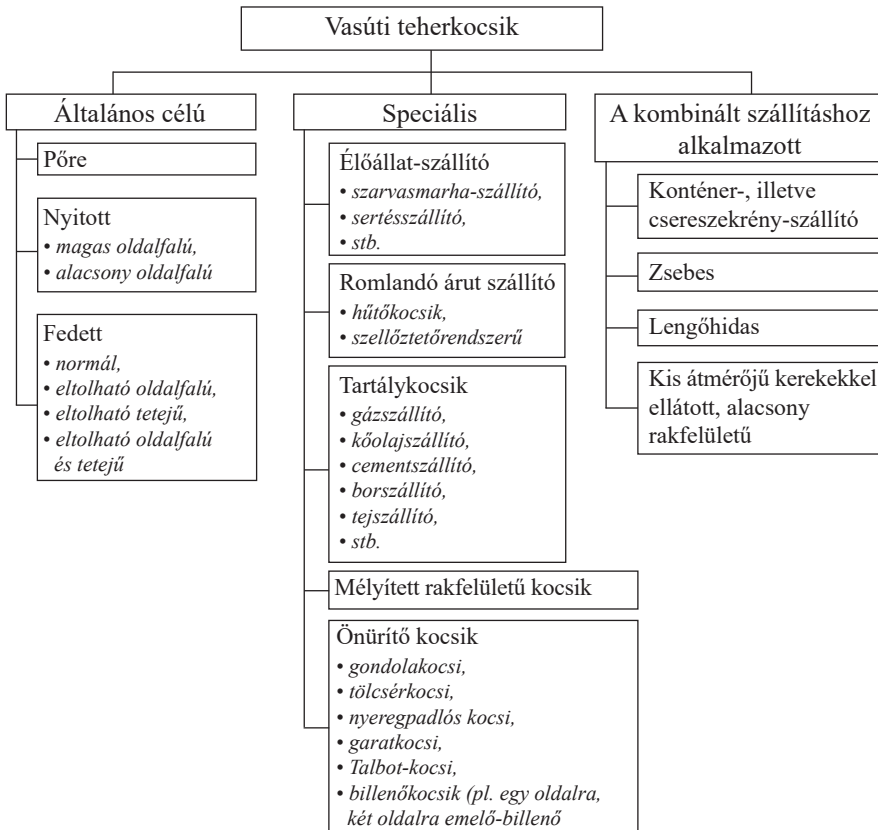 Vasúti teherkocsik
Általános célú
Pőre
Nyitott
• magas oldalfalú,
• alacsony oldalfalú
Fedett
• normál,
• eltolható oldalfalú,
• eltolható tetejű,
• eltolható oldalfalú
és tetejű
Speciális
Élőállat-szállító
• szarvasmarha-szállító,
• sertésszállító,
• stb.
Romlandó árut szállító
• hűtőkocsik,
• szellőztetőrendszerű
Tartálykocsik
• gázszállító,
• kőolajszállító,
• cementszállító,
• borszállító,
• tejszállító,
• stb.
Mélyített rakfelületű kocsik
Önürítő kocsik
• gondolakocsi,
• tölcsérkocsi,
• nyeregpadlós kocsi,
• garatkocsi,
• Talbot-kocsi,
• billenőkocsik (pl. egy oldalra,
két oldalra emelő-billenő
A kombinált szállításhoz
alkalmazott
Konténer-, illetve
csereszekrény-szállító
Zsebes
Lengőhidas
Kis átmérőjű kerekekkel
ellátott, alacsony
rakfelületű